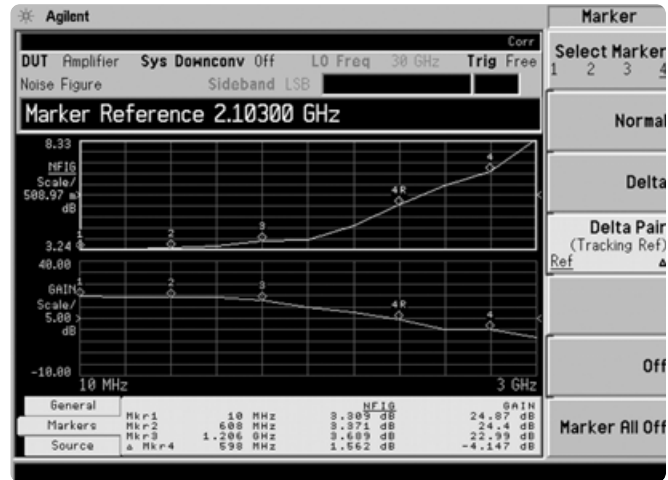 Agilent
Marker
Corr
Select Marker
1 2 3 4
DUT Amplifier Sys Downconv Off LO Freq 30 GHz Trig Free
Noise Figure Sideband LSB
Marker Reference 2.10300 GHz
Normal
8.33
NFIG
Scale/
508.97 m
dB
3.24
1
2
3
4R
4
Delta
Delta Pair
(Tracking Ref)
Ref Δ
40.00
GAIN
Scale/
5.00
dB
-10.00
1
2
3
4R
4
10 MHz 3 GHz
Off
Marker All Off
General
Markers
Source
NFIG GAIN
Mkr1 10 MHz 3.309 dB 24.87 dB
Mkr2 608 MHz 3.371 dB 24.4 dB
Mkr3 1.206 GHz 3.689 dB 22.99 dB
Δ Mkr4 598 MHz 1.562 dB -4.147 dB